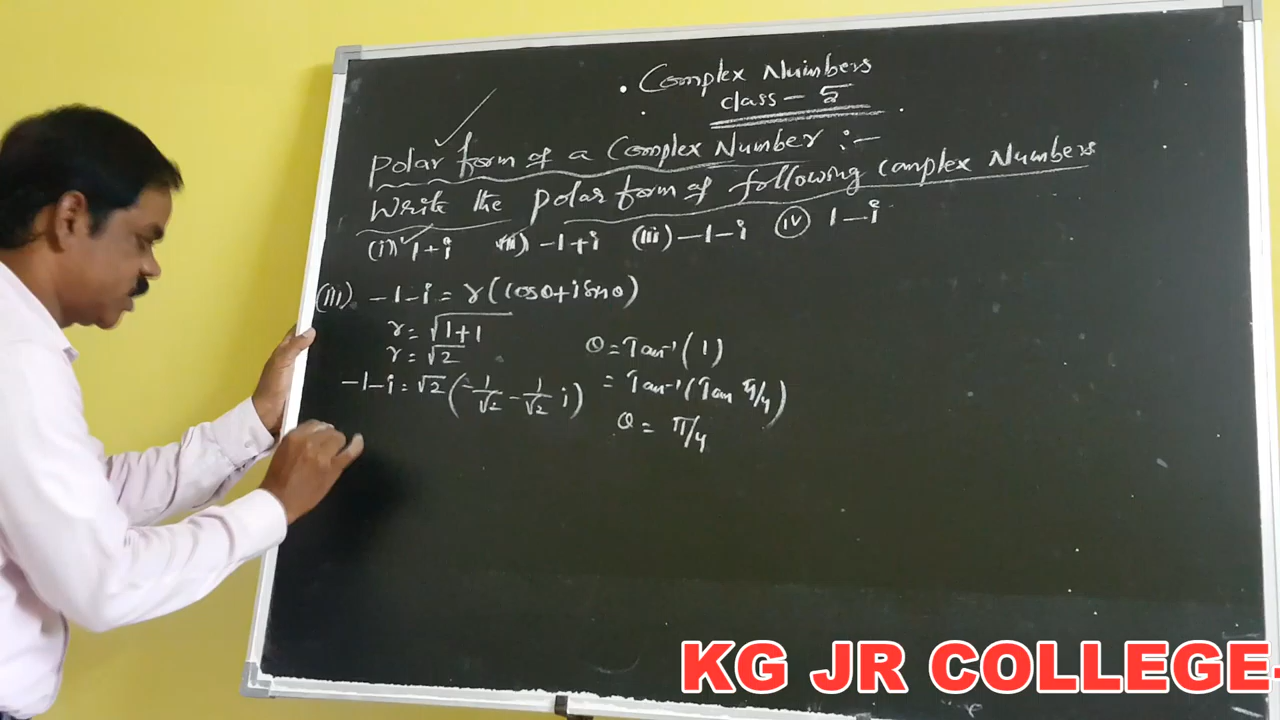 Complex Numbers
class - 5
Polar form of a Complex Number :-
Write the polar form of following complex Numbers
(i) 1+i (ii) -1+i (iii) -1-i (iv) 1-i
(iii) -1-i = r(cosθ+isinθ)
r = √1+1
r = √2
-1-i = √2(-1/√2 - 1/√2 i)
θ = Tan⁻¹(1)
= Tan⁻¹(Tan π/4)
θ = π/4
KG JR COLLEGE-